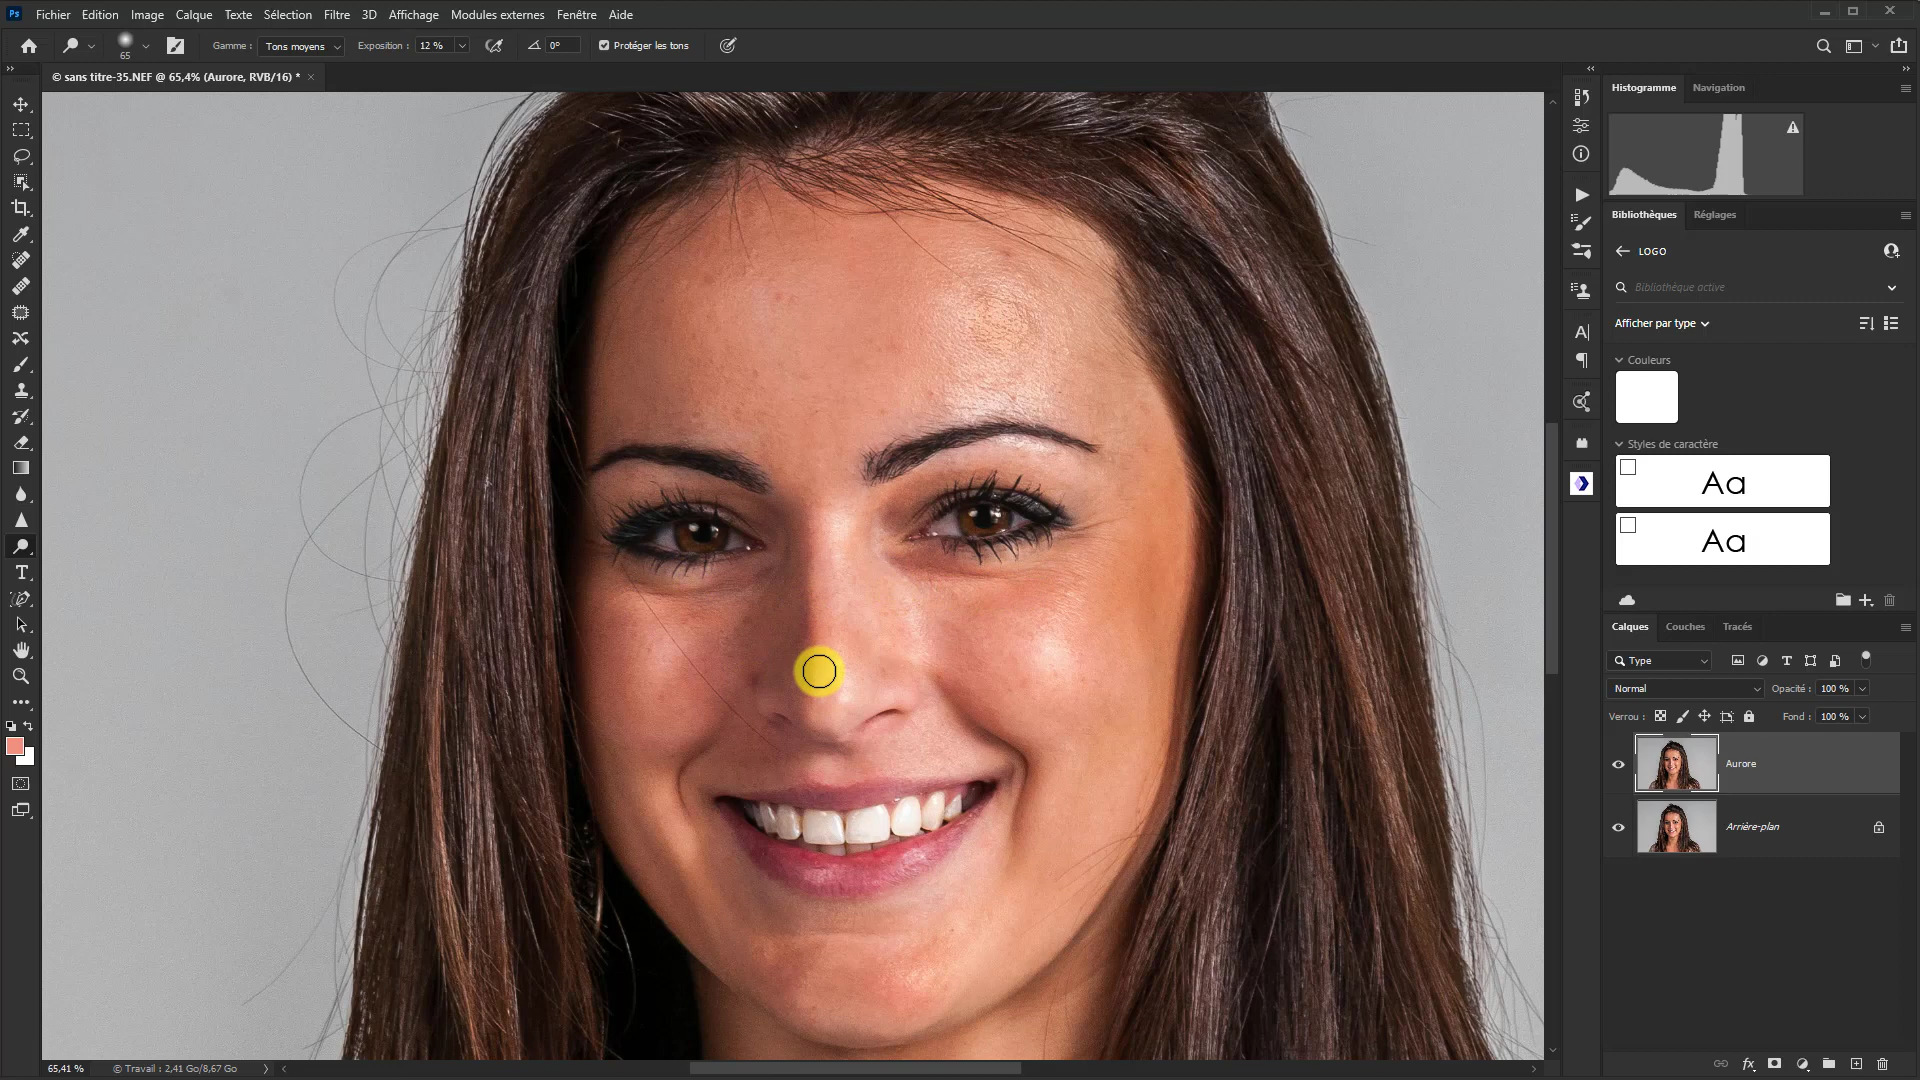 Ps Fichier Edition Image Calque Texte Sélection Filtre 3D Affichage Modules externes Fenêtre Aide
65 Gamme : Tons moyens Exposition : 12 % 0° Protéger les tons
© sans titre-35.NEF @ 65,4% (Aurore, RVB/16) * ×
Histogramme Navigation
Bibliothèques Réglages
LOGO
Bibliothèque active
Afficher par type
Couleurs
Styles de caractère
Aa
Aa
Calques Couches Tracés
Type
Normal Opacité : 100 %
Verrou : Fond : 100 %
Aurore
Arrière-plan
65,41 % © Travail : 2,41 Go/8,67 Go